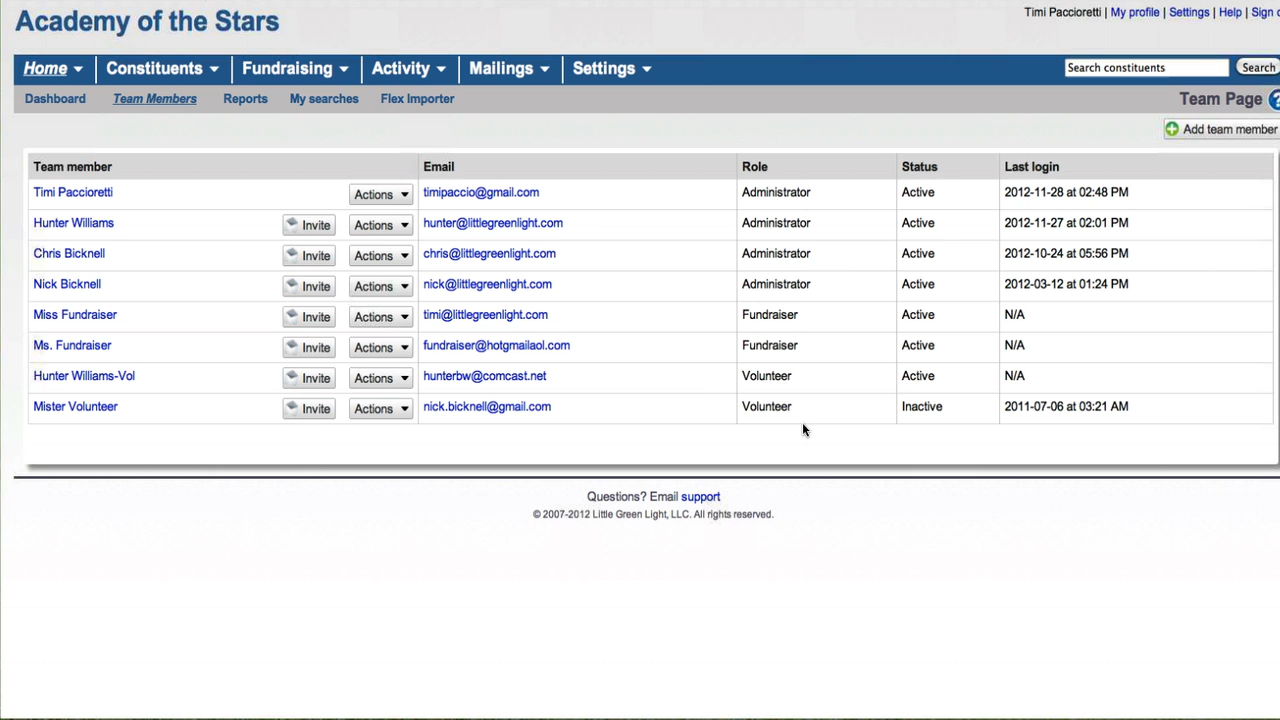 Academy of the Stars
Timi Paccioretti | My profile | Settings | Help | Sign
Home Constituents Fundraising Activity Mailings Settings Search constituents Search
Dashboard Team Members Reports My searches Flex Importer Team Page ?
Add team member
Team member Email Role Status Last login
Timi Paccioretti Actions timipaccio@gmail.com Administrator Active 2012-11-28 at 02:48 PM
Hunter Williams Invite Actions hunter@littlegreenlight.com Administrator Active 2012-11-27 at 02:01 PM
Chris Bicknell Invite Actions chris@littlegreenlight.com Administrator Active 2012-10-24 at 05:56 PM
Nick Bicknell Invite Actions nick@littlegreenlight.com Administrator Active 2012-03-12 at 01:24 PM
Miss Fundraiser Invite Actions timi@littlegreenlight.com Fundraiser Active N/A
Ms. Fundraiser Invite Actions fundraiser@hotgmailaol.com Fundraiser Active N/A
Hunter Williams-Vol Invite Actions hunterbw@comcast.net Volunteer Active N/A
Mister Volunteer Invite Actions nick.bicknell@gmail.com Volunteer Inactive 2011-07-06 at 03:21 AM
Questions? Email support
© 2007-2012 Little Green Light, LLC. All rights reserved.